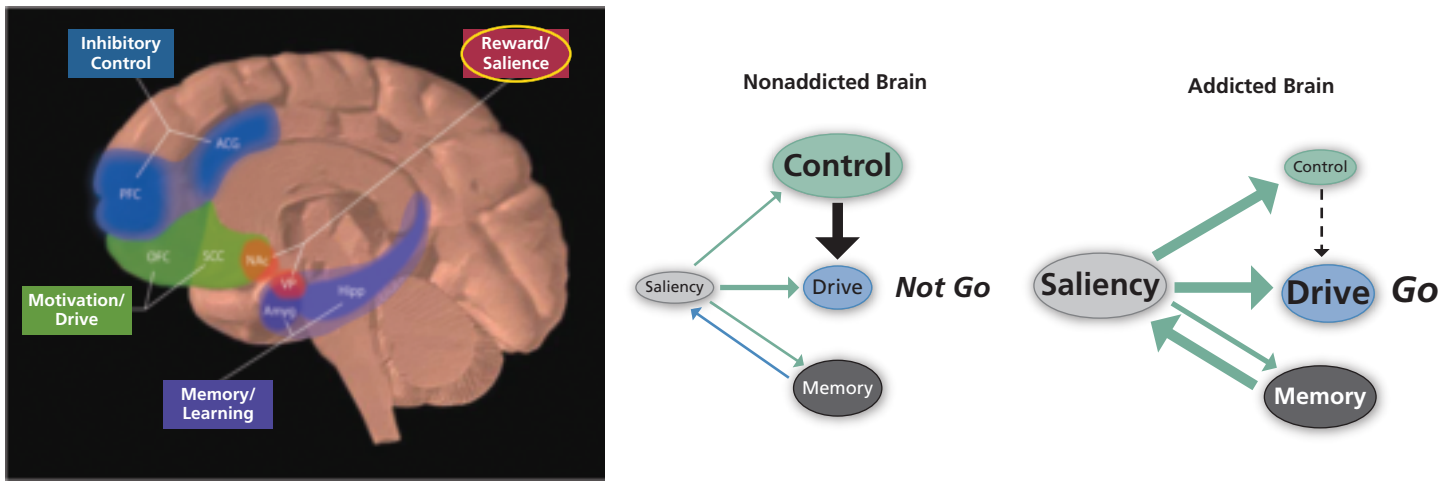 Inhibitory
Control
Reward/
Salience
ACG
PFC
OFC
SCC
NAc
VP
Hipp
Amyg
Motivation/
Drive
Memory/
Learning
Nonaddicted Brain
Control
Saliency
Drive
Not Go
Memory
Addicted Brain
Control
Saliency
Drive
Go
Memory